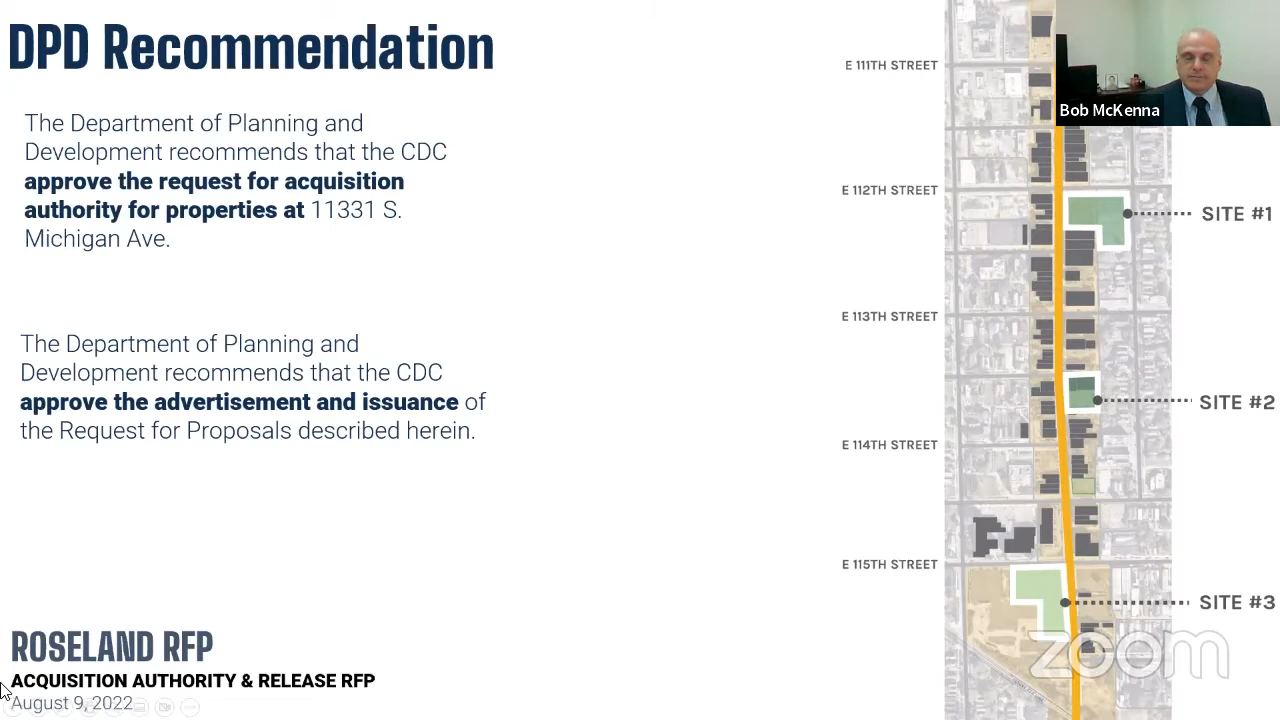 DPD Recommendation
The Department of Planning and
Development recommends that the CDC
approve the request for acquisition
authority for properties at 11331 S.
Michigan Ave.
The Department of Planning and
Development recommends that the CDC
approve the advertisement and issuance of
the Request for Proposals described herein.
ROSELAND RFP
ACQUISITION AUTHORITY & RELEASE RFP
August 9, 2022
E 111TH STREET
E 112TH STREET
E 113TH STREET
E 114TH STREET
E 115TH STREET
Bob McKenna
SITE #1
SITE #2
SITE #3
zoom